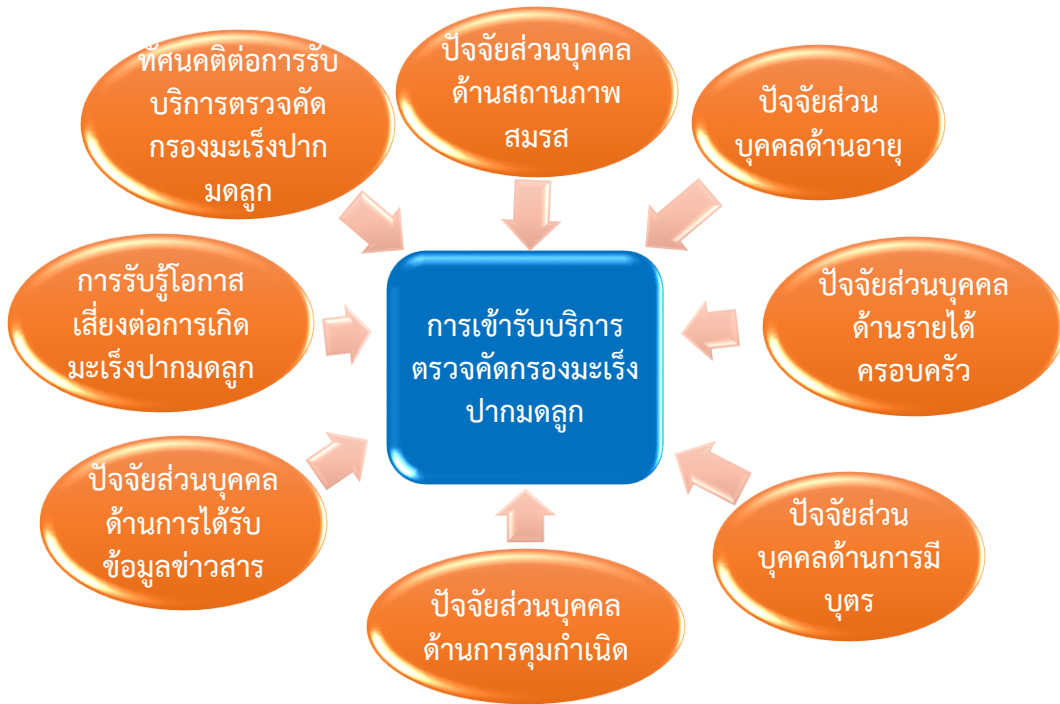 ทัศนคติต่อการรับ
บริการตรวจคัด
กรองมะเร็งปาก
มดลูก
ปัจจัยส่วนบุคคล
ด้านสถานภาพ
สมรส
ปัจจัยส่วน
บุคคลด้านอายุ
การรับรู้โอกาส
เสี่ยงต่อการเกิด
มะเร็งปากมดลูก
การเข้ารับบริการ
ตรวจคัดกรองมะเร็ง
ปากมดลูก
ปัจจัยส่วนบุคคล
ด้านรายได้
ครอบครัว
ปัจจัยส่วนบุคคล
ด้านการได้รับ
ข้อมูลข่าวสาร
ปัจจัยส่วนบุคคล
ด้านการคุมกำเนิด
ปัจจัยส่วน
บุคคลด้านการมี
บุตร